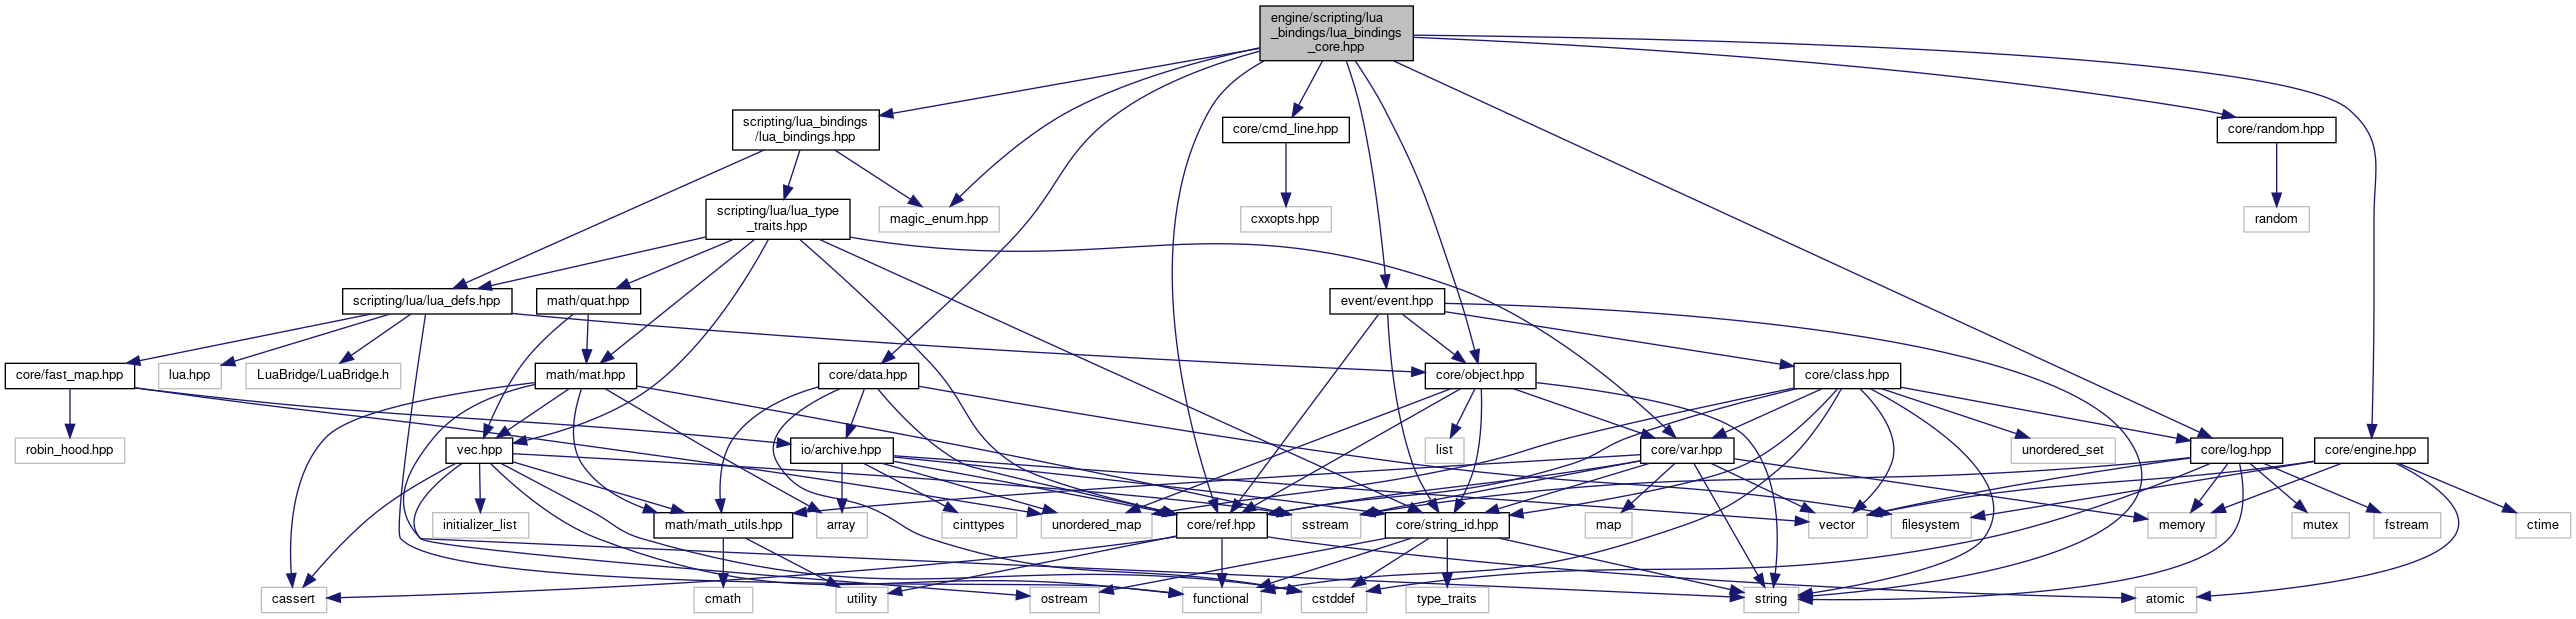 engine/scripting/lua
_bindings/lua_bindings
_core.hpp
scripting/lua_bindings
/lua_bindings.hpp
core/cmd_line.hpp
core/random.hpp
scripting/lua/lua_type
_traits.hpp
magic_enum.hpp
cxxopts.hpp
random
scripting/lua/lua_defs.hpp
math/quat.hpp
event/event.hpp
core/fast_map.hpp
lua.hpp
LuaBridge/LuaBridge.h
math/mat.hpp
core/data.hpp
core/object.hpp
core/class.hpp
robin_hood.hpp
vec.hpp
io/archive.hpp
list
core/var.hpp
unordered_set
core/log.hpp
core/engine.hpp
initializer_list
math/math_utils.hpp
array
cinttypes
unordered_map
core/ref.hpp
sstream
core/string_id.hpp
map
vector
filesystem
memory
mutex
fstream
ctime
cassert
cmath
utility
ostream
functional
cstddef
type_traits
string
atomic